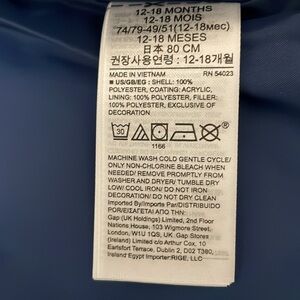 12-18 MONTHS
12-18 MOIS
74/79-49/51(12-18мес)
12-18 MESES
日本 80 CM
권장사용연령 : 12-18개월
MADE IN VIETNAM RN 54023
■ US/GB/EG : SHELL: 100%
POLYESTER, COATING: ACRYLIC,
LINING: 100% POLYESTER, FILL:
100% POLYESTER, EXCLUSIVE OF
DECORATION
30
1166
MACHINE WASH COLD GENTLE CYCLE/
ONLY NON-CHLORINE BLEACH WHEN
NEEDED/ REMOVE PROMPTLY FROM
WASHER AND DRYER/ TUMBLE DRY
LOW/ COOL IRON/ DO NOT IRON
DECORATION/ DO NOT DRY CLEAN
Imported By/Importe Par/DISTRIBUIDO
POR/ΕΙΣΑΓΕΤΑΙ ΑΠΟ ΤΗΝ:
Gap (UK Holdings) Limited, 2nd Floor
Nations House, 103 Wigmore Street,
London, W1U 1QS, UK. Gap Stores
(Ireland) Limited c/o Arthur Cox, 10
Earlsfort Terrace, Dublin 2, D02 T380,
Ireland Egypt Importer:RIGE, LLC